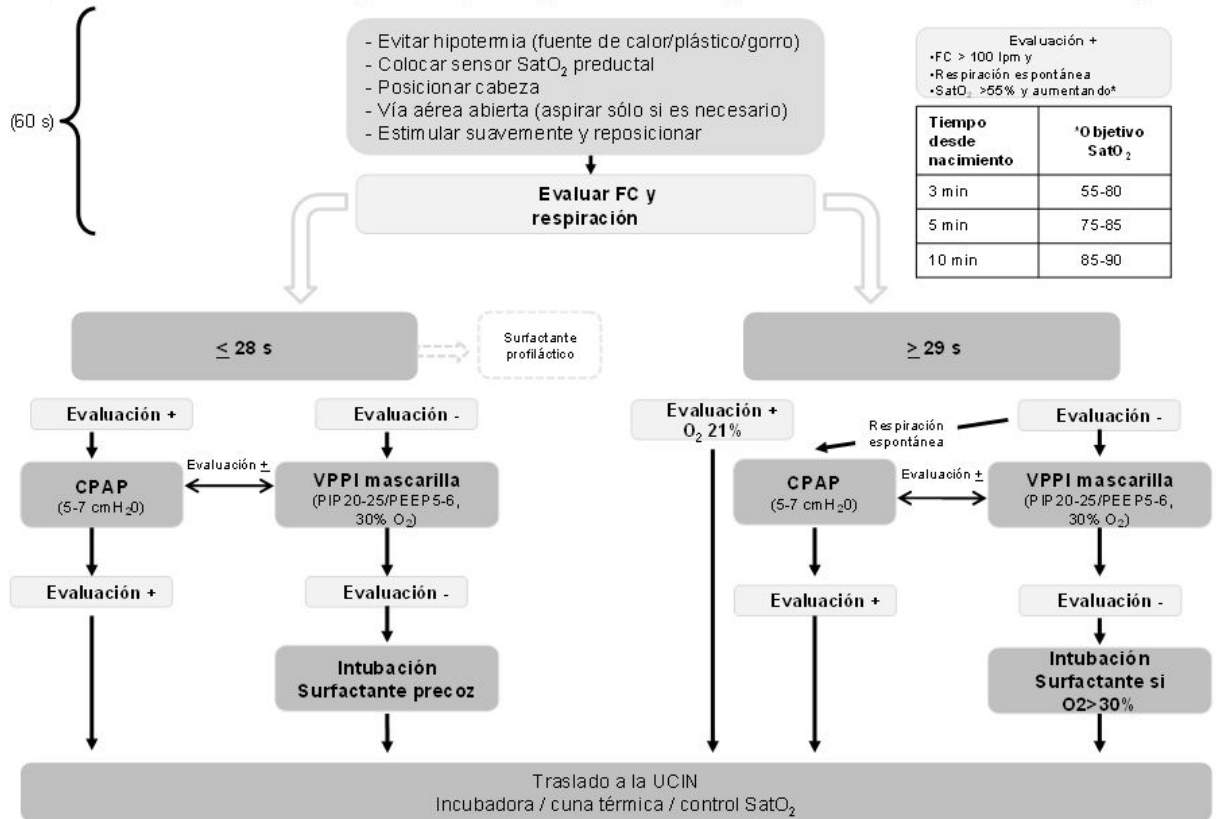 (60 s)
- Evitar hipotermia (fuente de calor/plástico/gorro)
- Colocar sensor SatO₂ preductal
- Posicionar cabeza
- Vía aérea abierta (aspirar sólo si es necesario)
- Estimular suavemente y reposicionar
Evaluar FC y
respiración
Evaluación +
•FC > 100 lpm y
•Respiración espontánea
•SatO₂ >55% y aumentando*
Tiempo
desde
nacimiento
*Objetivo
SatO₂
3 min
55-80
5 min
75-85
10 min
85-90
≤ 28 s
Surfactante
profiláctico
≥ 29 s
Evaluación +
Evaluación -
CPAP
(5-7 cmH₂0)
Evaluación ±
VPPI mascarilla
(PIP20-25/PEEP5-6,
30% O₂)
Evaluación +
Evaluación -
Intubación
Surfactante precoz
Evaluación +
O₂ 21%
Respiración
espontánea
Evaluación -
CPAP
(5-7 cmH₂0)
Evaluación ±
VPPI mascarilla
(PIP20-25/PEEP5-6,
30% O₂)
Evaluación +
Evaluación -
Intubación
Surfactante si
O2>30%
Traslado a la UCIN
Incubadora / cuna térmica / control SatO₂